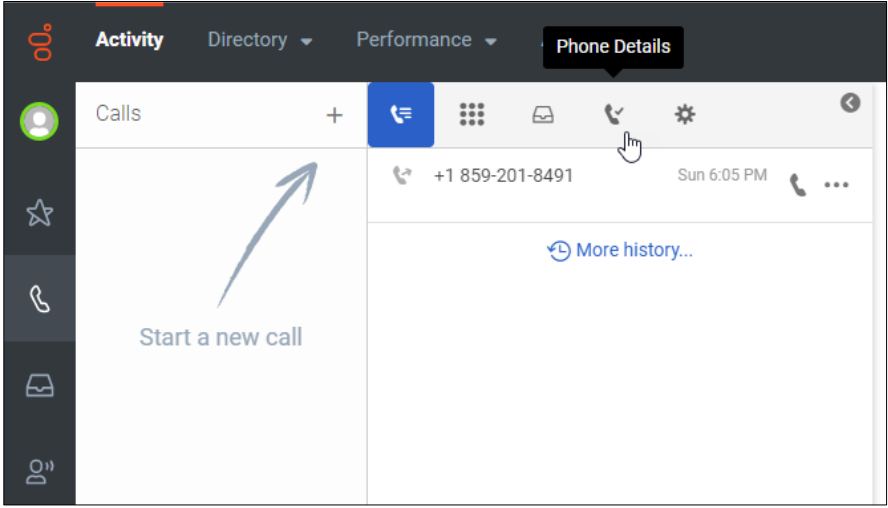 Activity Directory Performance
Phone Details
Calls
+1 859-201-8491 Sun 6:05 PM
More history...
Start a new call